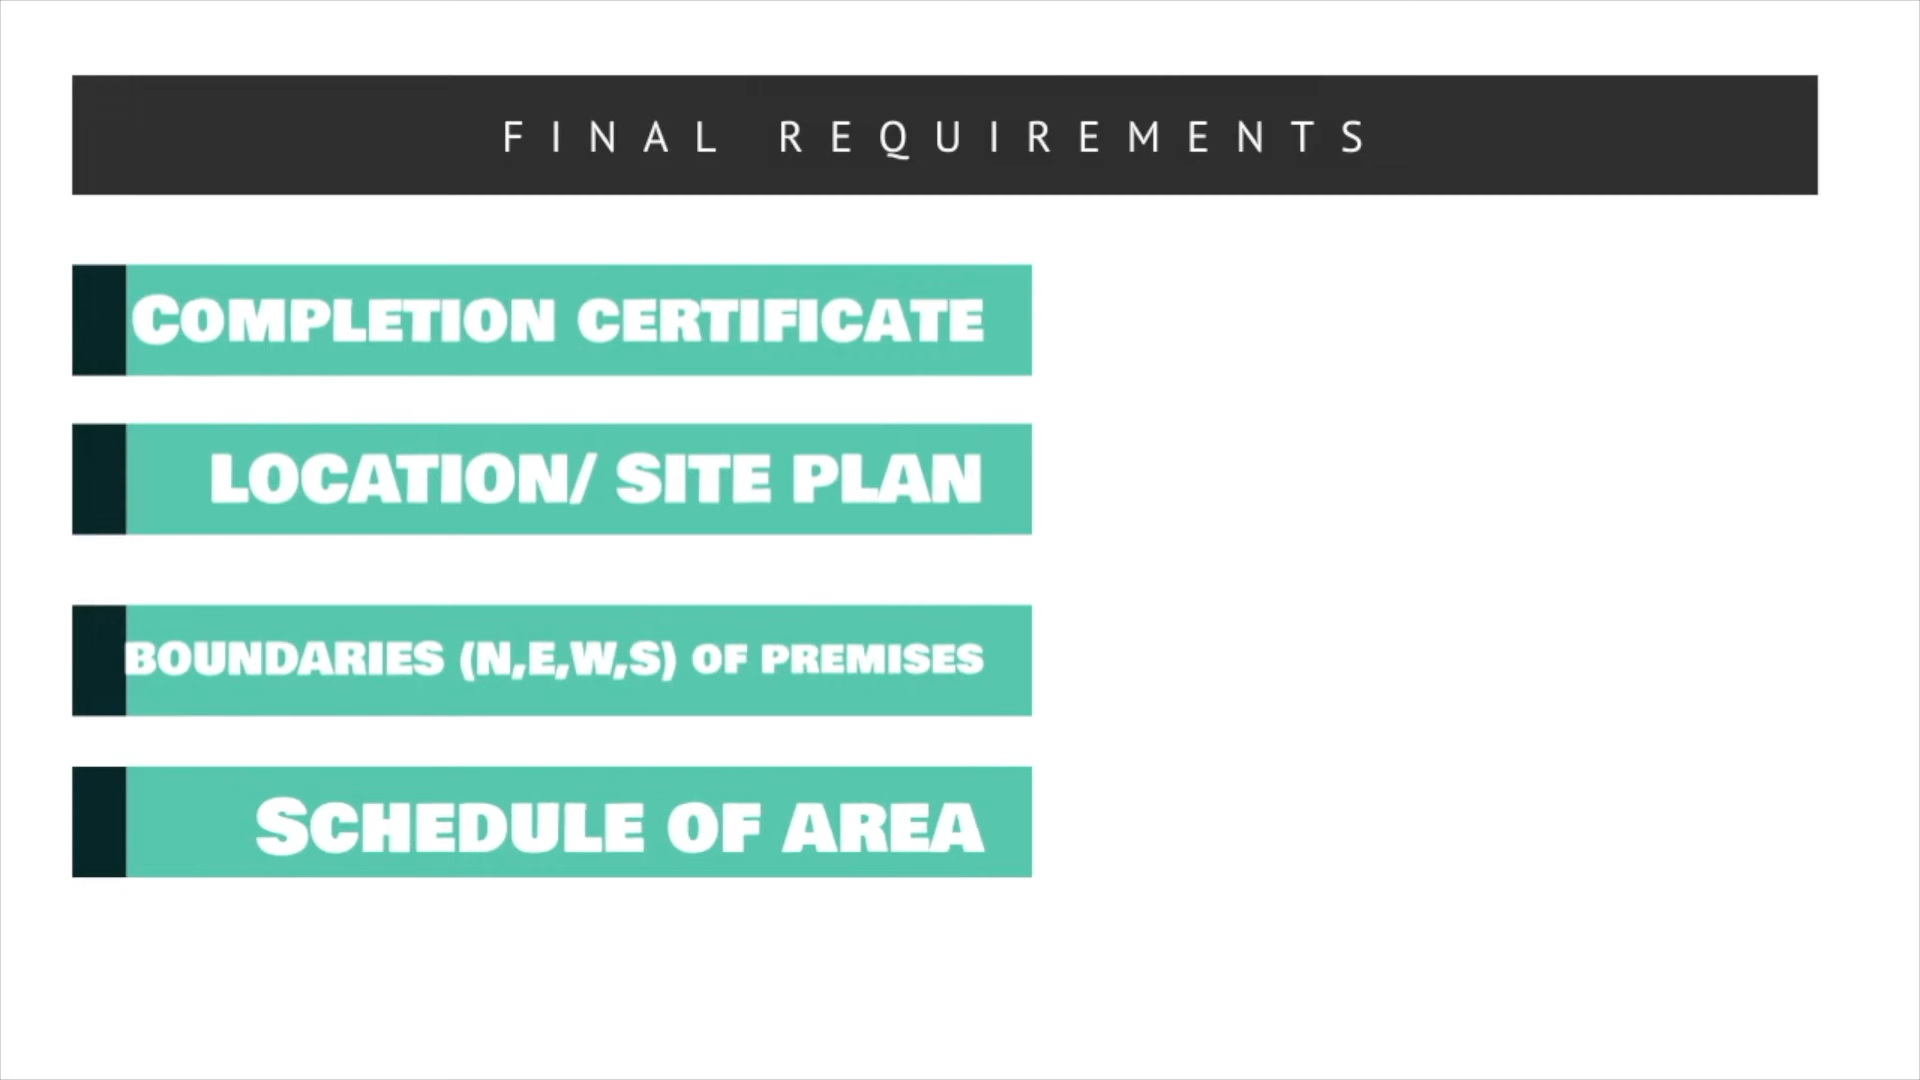 FINAL REQUIREMENTS
COMPLETION CERTIFICATE
LOCATION/ SITE PLAN
BOUNDARIES (N,E,W,S) OF PREMISES
SCHEDULE OF AREA